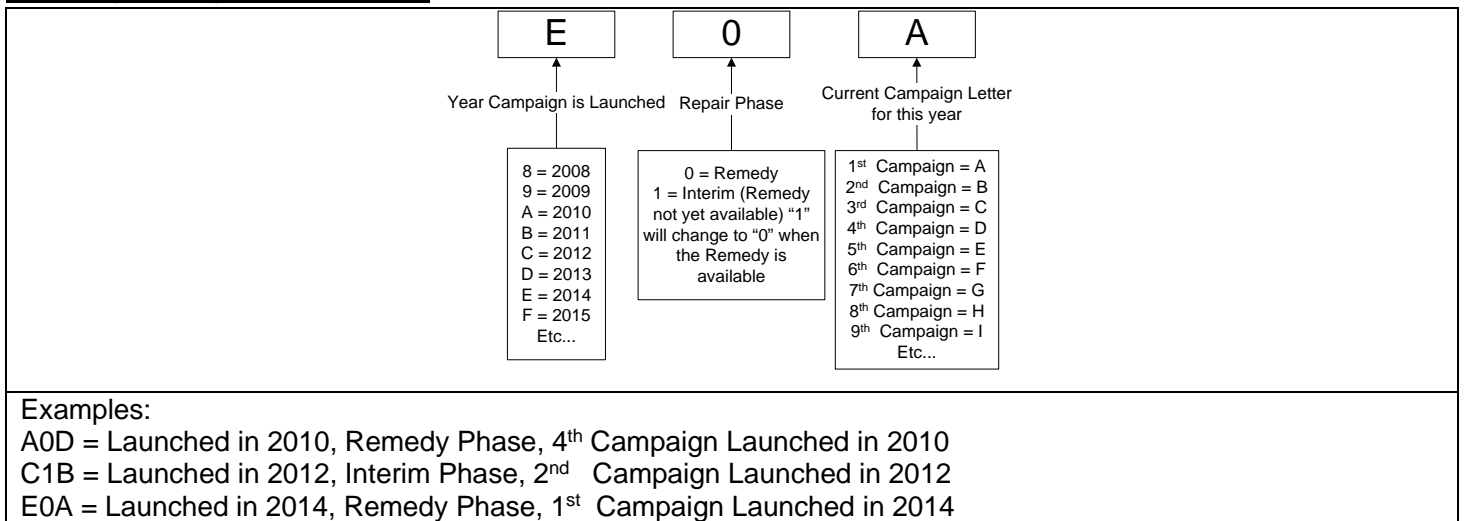 E
0
A
Year Campaign is Launched
Repair Phase
Current Campaign Letter
for this year
8 = 2008
9 = 2009
A = 2010
B = 2011
C = 2012
D = 2013
E = 2014
F = 2015
Etc...
0 = Remedy
1 = Interim (Remedy
not yet available) “1”
will change to “0” when
the Remedy is
available
1st Campaign = A
2nd Campaign = B
3rd Campaign = C
4th Campaign = D
5th Campaign = E
6th Campaign = F
7th Campaign = G
8th Campaign = H
9th Campaign = I
Etc...
Examples:
A0D = Launched in 2010, Remedy Phase, 4th Campaign Launched in 2010
C1B = Launched in 2012, Interim Phase, 2nd Campaign Launched in 2012
E0A = Launched in 2014, Remedy Phase, 1st Campaign Launched in 2014